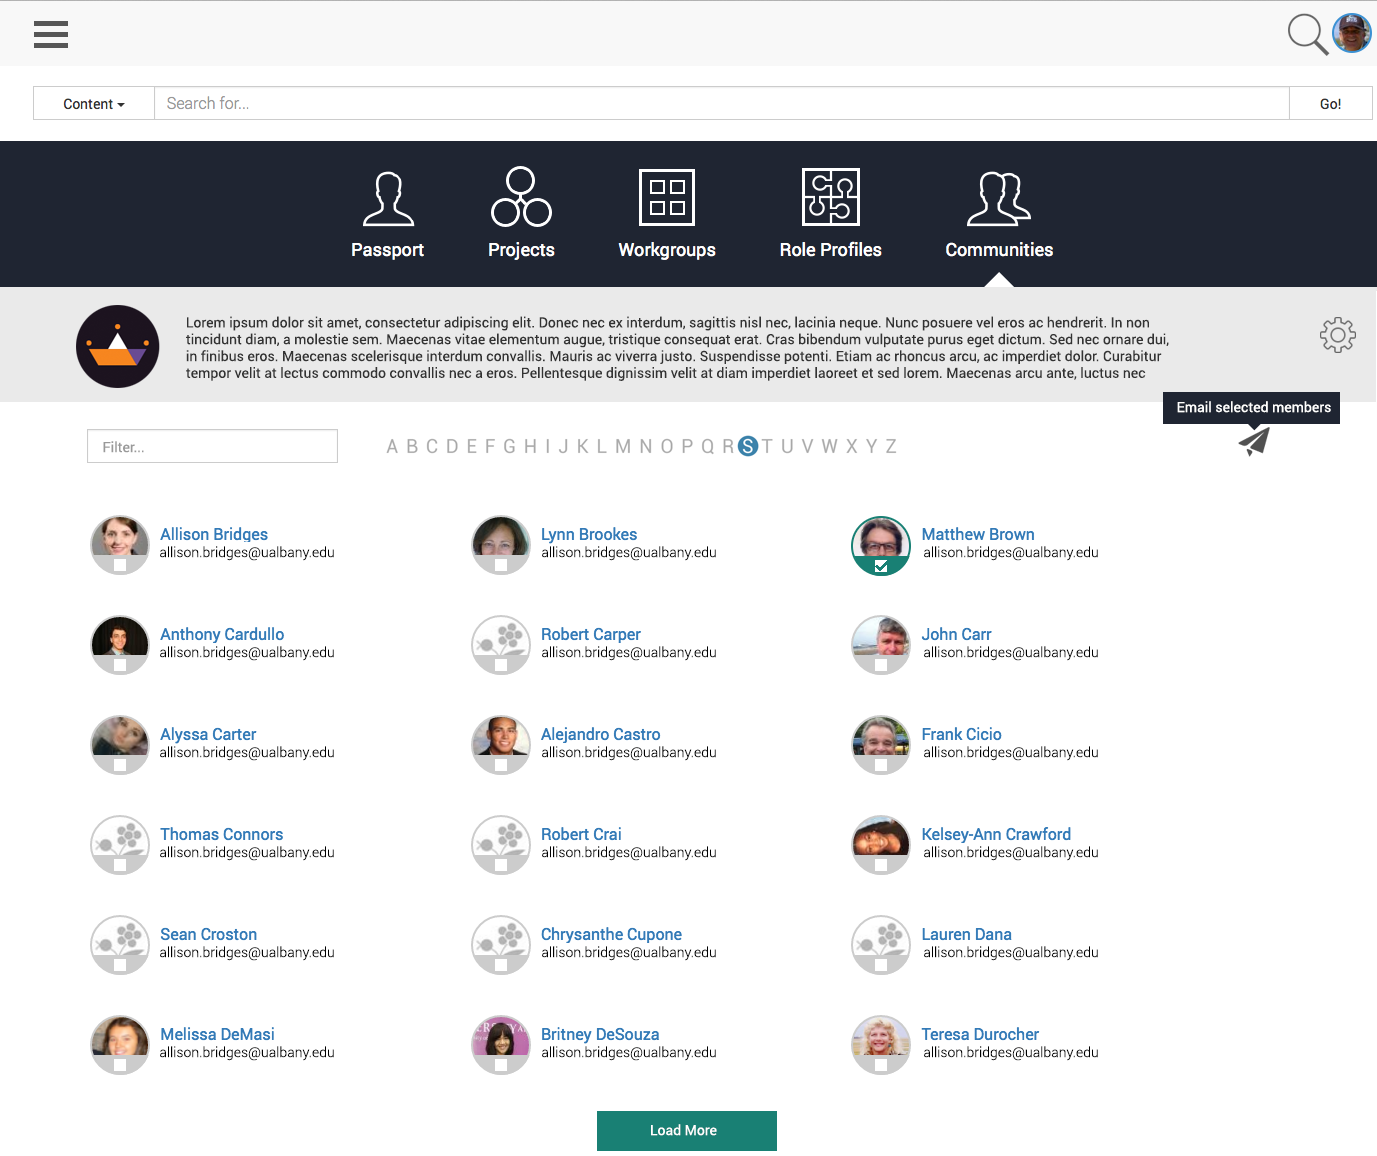 Content
Search for...
Go!
Passport
Projects
Workgroups
Role Profiles
Communities
Lorem ipsum dolor sit amet, consectetur adipiscing elit. Donec nec ex interdum, sagittis nisl nec, lacinia neque. Nunc posuere vel eros ac hendrerit. In non
tincidunt diam, a molestie sem. Maecenas vitae elementum augue, tristique consequat erat. Cras bibendum vulputate purus eget dictum. Sed nec ornare dui,
in finibus eros. Maecenas scelerisque interdum convallis. Mauris ac viverra justo. Suspendisse potenti. Etiam ac rhoncus arcu, ac imperdiet dolor. Curabitur
tempor velit at lectus commodo convallis nec a eros. Pellentesque dignissim velit at diam imperdiet laoreet et sed lorem. Maecenas arcu ante, luctus nec
Email selected members
Filter...
A B C D E F G H I J K L M N O P Q R S T U V W X Y Z
Allison Bridges
allison.bridges@ualbany.edu
Lynn Brookes
allison.bridges@ualbany.edu
Matthew Brown
allison.bridges@ualbany.edu
Anthony Cardullo
allison.bridges@ualbany.edu
Robert Carper
allison.bridges@ualbany.edu
John Carr
allison.bridges@ualbany.edu
Alyssa Carter
allison.bridges@ualbany.edu
Alejandro Castro
allison.bridges@ualbany.edu
Frank Cicio
allison.bridges@ualbany.edu
Thomas Connors
allison.bridges@ualbany.edu
Robert Crai
allison.bridges@ualbany.edu
Kelsey-Ann Crawford
allison.bridges@ualbany.edu
Sean Croston
allison.bridges@ualbany.edu
Chrysanthe Cupone
allison.bridges@ualbany.edu
Lauren Dana
allison.bridges@ualbany.edu
Melissa DeMasi
allison.bridges@ualbany.edu
Britney DeSouza
allison.bridges@ualbany.edu
Teresa Durocher
allison.bridges@ualbany.edu
Load More